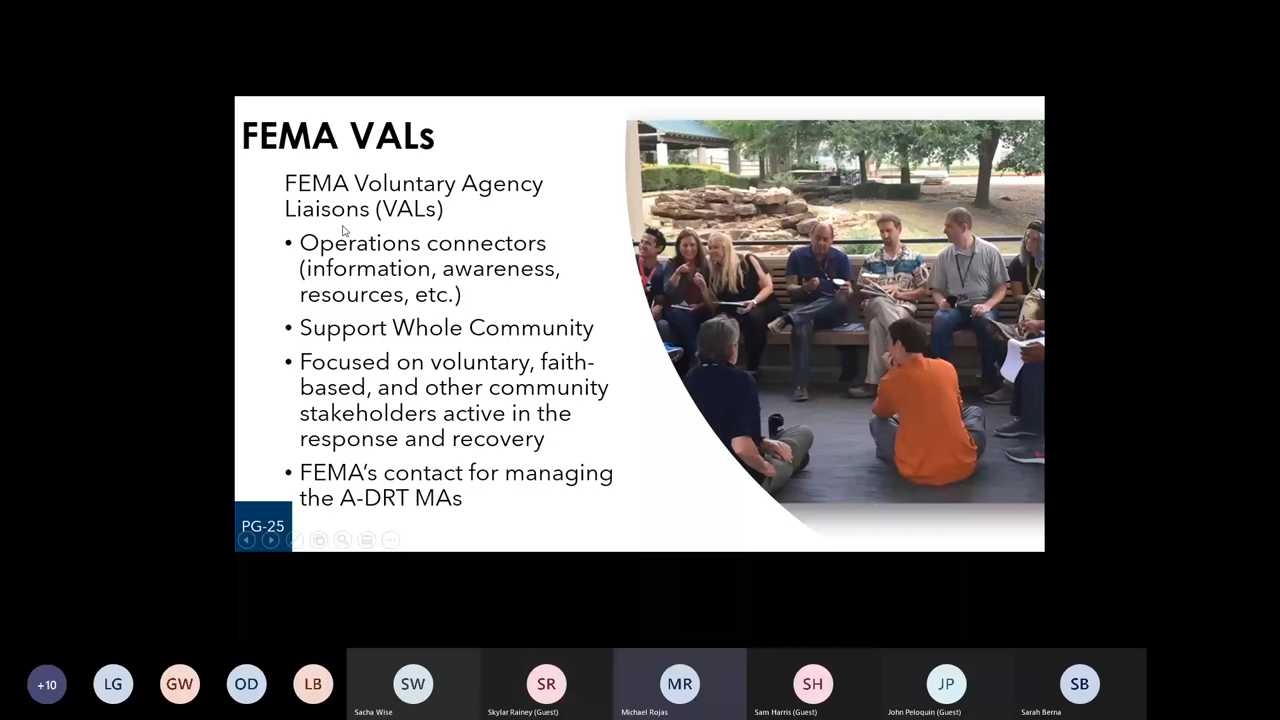 FEMA VALs
FEMA Voluntary Agency
Liaisons (VALs)
• Operations connectors
(information, awareness,
resources, etc.)
• Support Whole Community
• Focused on voluntary, faith-
based, and other community
stakeholders active in the
response and recovery
• FEMA’s contact for managing
the A-DRT MAs
PG-25
+10
LG
GW
OD
LB
SW
SR
MR
SH
JP
SB
Sacha Wise
Skylar Rainey (Guest)
Michael Rojas
Sam Harris (Guest)
John Peloquin (Guest)
Sarah Berna